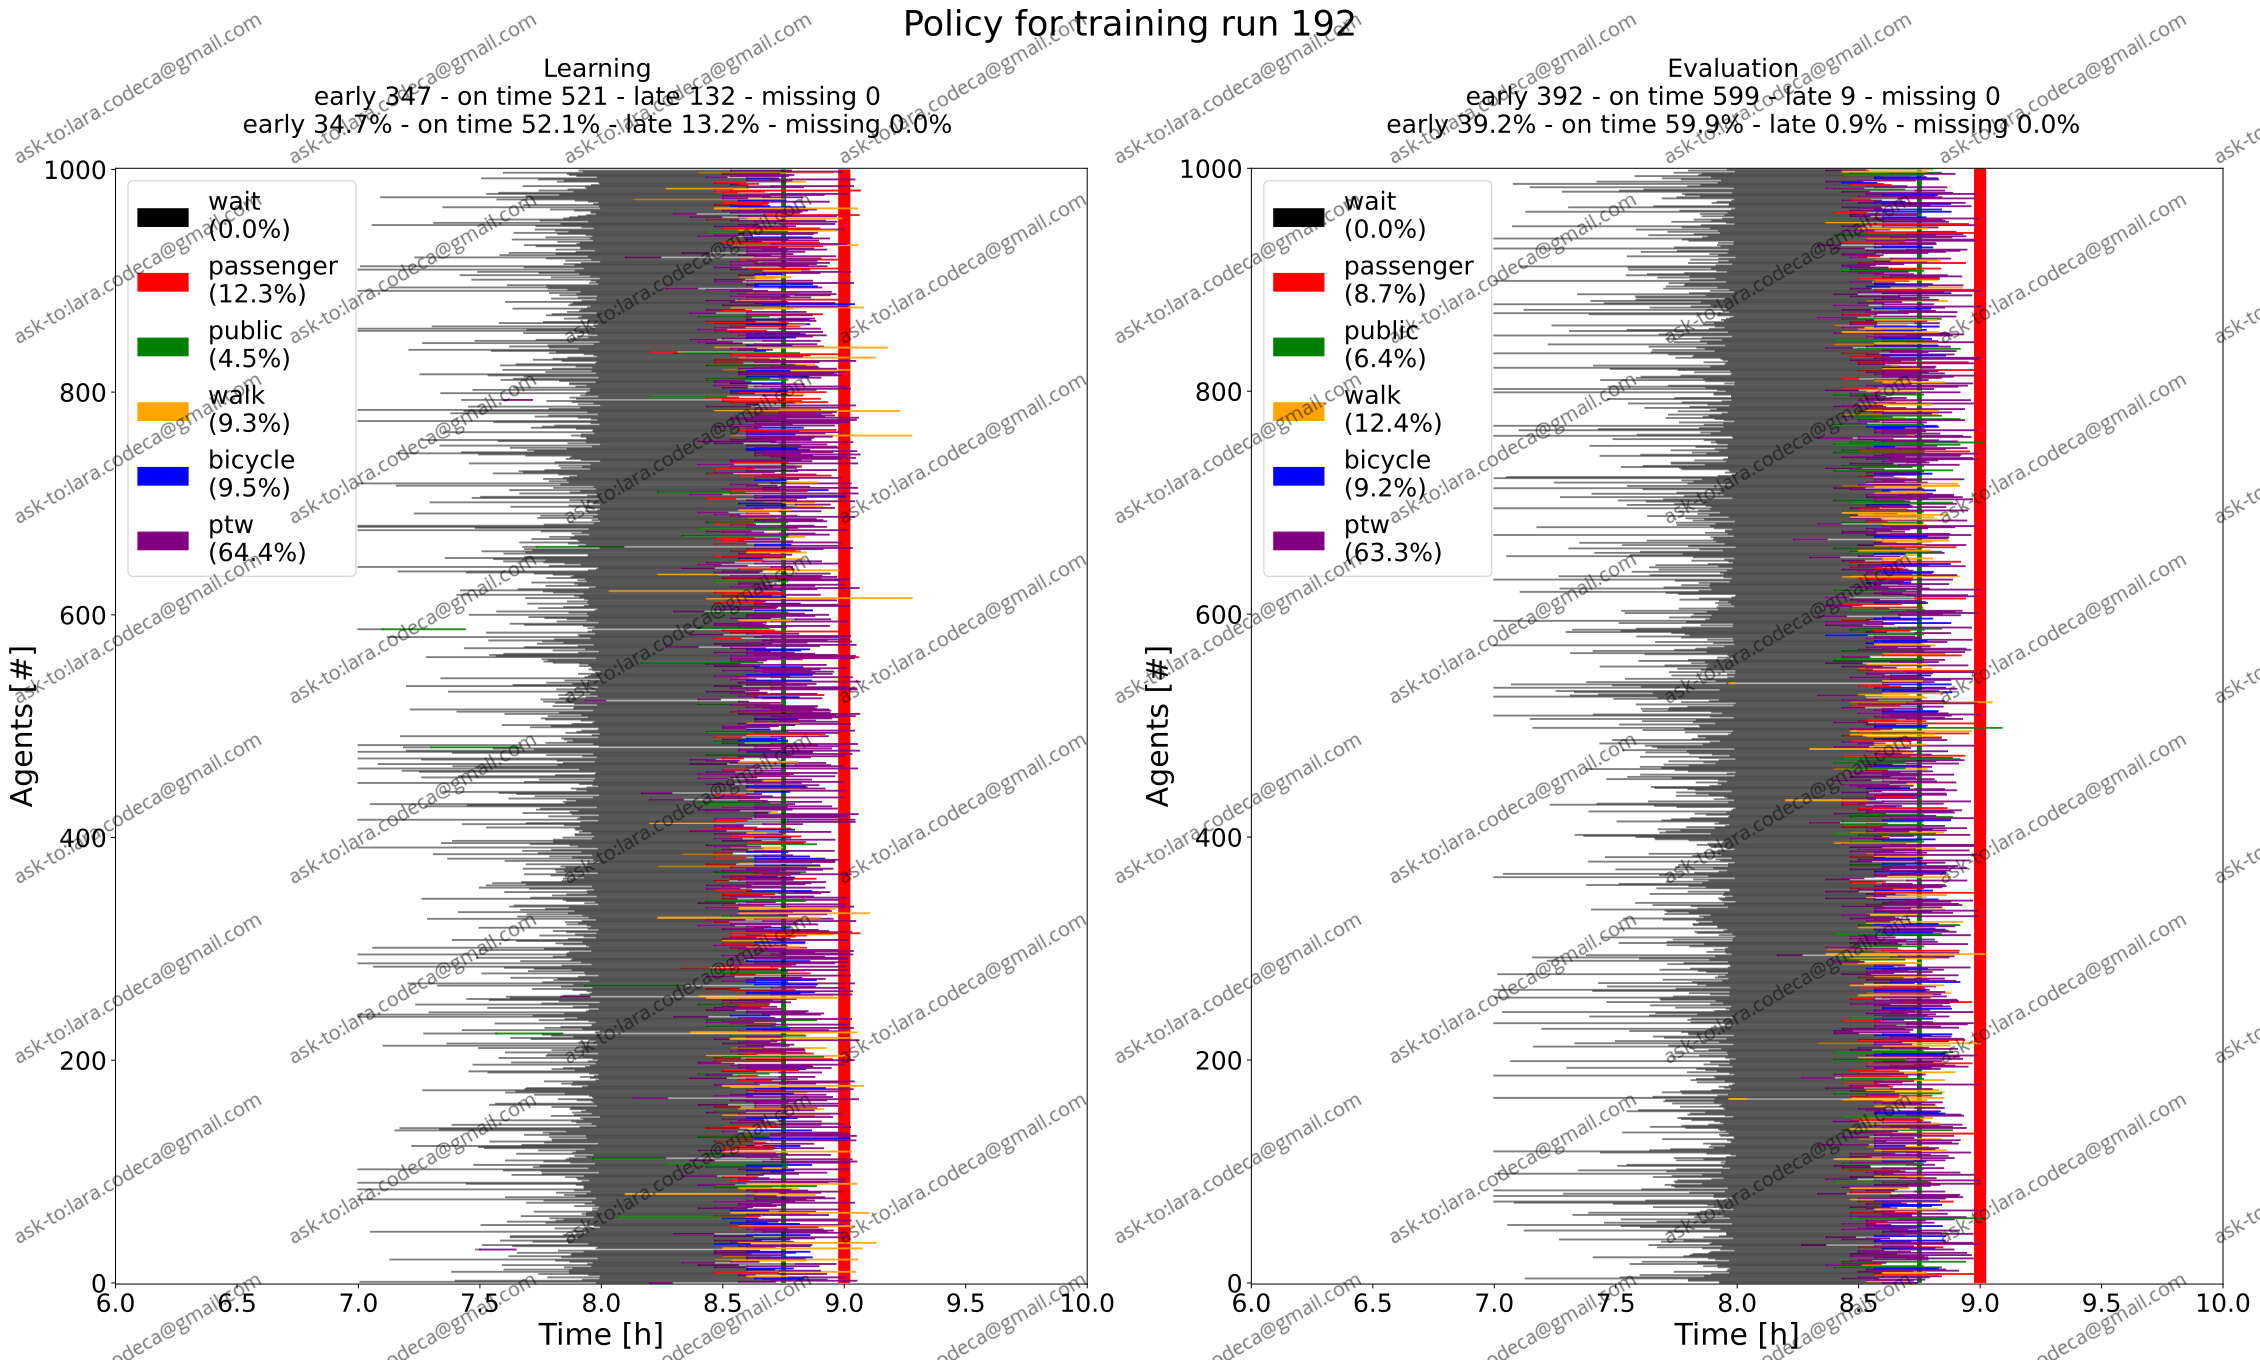 Policy for training run 192
Learning
early 347 - on time 521 - late 132 - missing 0
early 34.7% - on time 52.1% - late 13.2% - missing 0.0%
Evaluation
early 392 - on time 599 - late 9 - missing 0
early 39.2% - on time 59.9% - late 0.9% - missing 0.0%
wait
(0.0%)
passenger
(12.3%)
public
(4.5%)
walk
(9.3%)
bicycle
(9.5%)
ptw
(64.4%)
1000
800
600
400
200
0
Agents [#]
6.0 6.5 7.0 7.5 8.0 8.5 9.0 9.5 10.0
Time [h]
wait
(0.0%)
passenger
(8.7%)
public
(6.4%)
walk
(12.4%)
bicycle
(9.2%)
ptw
(63.3%)
1000
800
600
400
200
0
Agents [#]
6.0 6.5 7.0 7.5 8.0 8.5 9.0 9.5 10.0
Time [h]
ask-to:lara.codeca@gmail.com